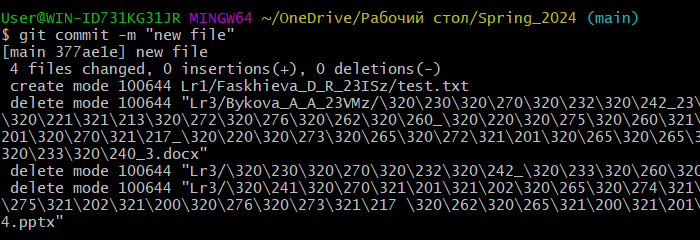 User@WIN-ID731KG31JR MINGW64 ~/OneDrive/Рабочий стол/Spring_2024 (main)
$ git commit -m "new file"
[main 377ae1e] new file
 4 files changed, 0 insertions(+), 0 deletions(-)
 create mode 100644 Lr1/Faskhieva_D_R_23ISz/test.txt
 delete mode 100644 "Lr3/Bykova_A_A_23VMz/\320\230\320\270\320\232\320\242_23\
\320\221\321\213\320\272\320\276\320\262\320\260_\320\220\320\275\320\260\321\
201\320\270\321\217_\320\220\320\273\320\265\320\272\321\201\320\265\320\265\
320\233\320\240_3.docx"
 delete mode 100644 "Lr3/\320\230\320\270\320\232\320\242_\320\233\320\240\320
 delete mode 100644 "Lr3/\320\241\320\270\321\201\321\202\320\265\320\274\321\
\275\321\202\321\200\320\276\320\273\321\217 \320\262\320\265\321\200\321\201\
4.pptx"